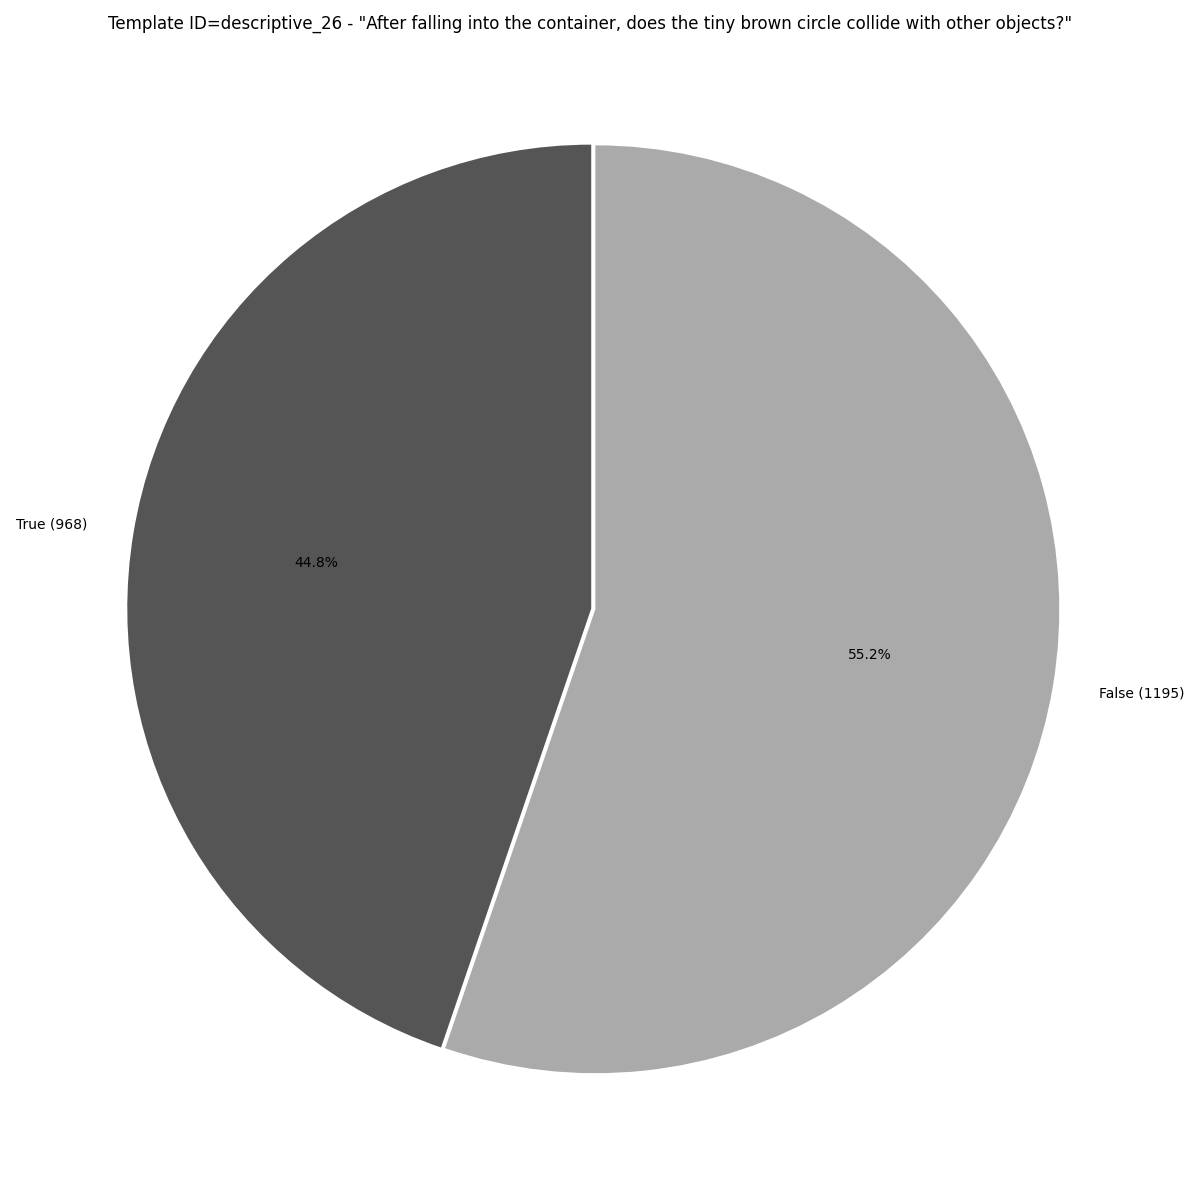 Template ID=descriptive_26 - "After falling into the container, does the tiny brown circle collide with other objects?"
True (968)
44.8%
55.2%
False (1195)